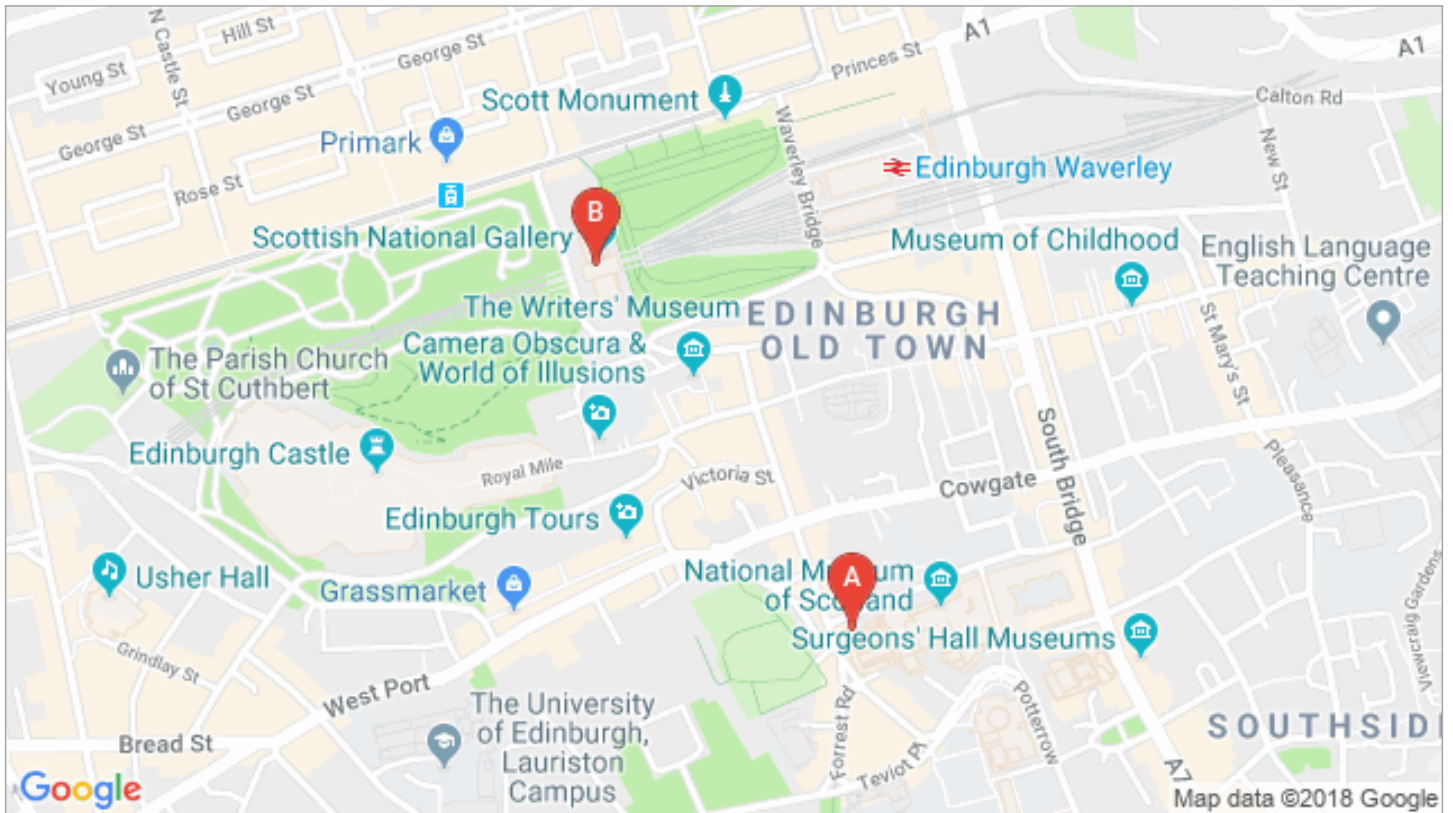 N Castle St
Hill St
Young St
George St
George St
George St
Rose St
Primark
Scott Monument
Princes St
A1
A1
Calton Rd
New St
Waverley Bridge
Edinburgh Waverley
B
Scottish National Gallery
Museum of Childhood
English Language
Teaching Centre
The Writers' Museum
EDINBURGH
OLD TOWN
Camera Obscura &
World of Illusions
The Parish Church
of St Cuthbert
St Mary's St
Edinburgh Castle
Royal Mile
Victoria St
Cowgate
South Bridge
Pleasance
Edinburgh Tours
Usher Hall
Grassmarket
A
National M um
of Sco land
Surgeons' Hall Museums
Viewcraig Gardens
Grindlay St
West Port
Bread St
The University
of Edinburgh,
Lauriston
Campus
Forrest Rd
Teviot Pl
Potterrow
SOUTHSID
A7
Google
Map data ©2018 Google